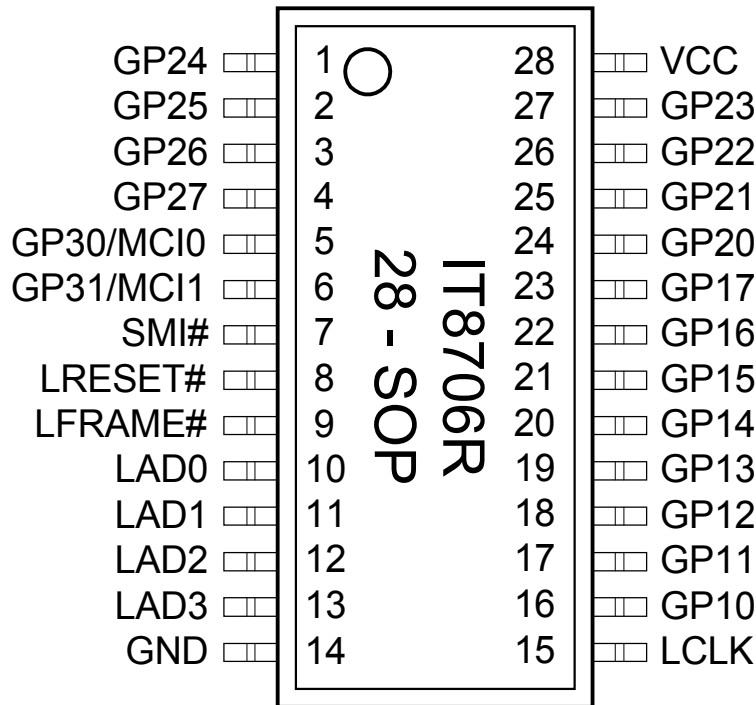 GP24 1 28 VCC
GP25 2 27 GP23
GP26 3 26 GP22
GP27 4 25 GP21
GP30/MCI0 5 24 GP20
GP31/MCI1 6 23 GP17
SMI# 7 22 GP16
LRESET# 8 21 GP15
LFRAME# 9 20 GP14
LAD0 10 19 GP13
LAD1 11 18 GP12
LAD2 12 17 GP11
LAD3 13 16 GP10
GND 14 15 LCLK
IT8706R
28 - SOP